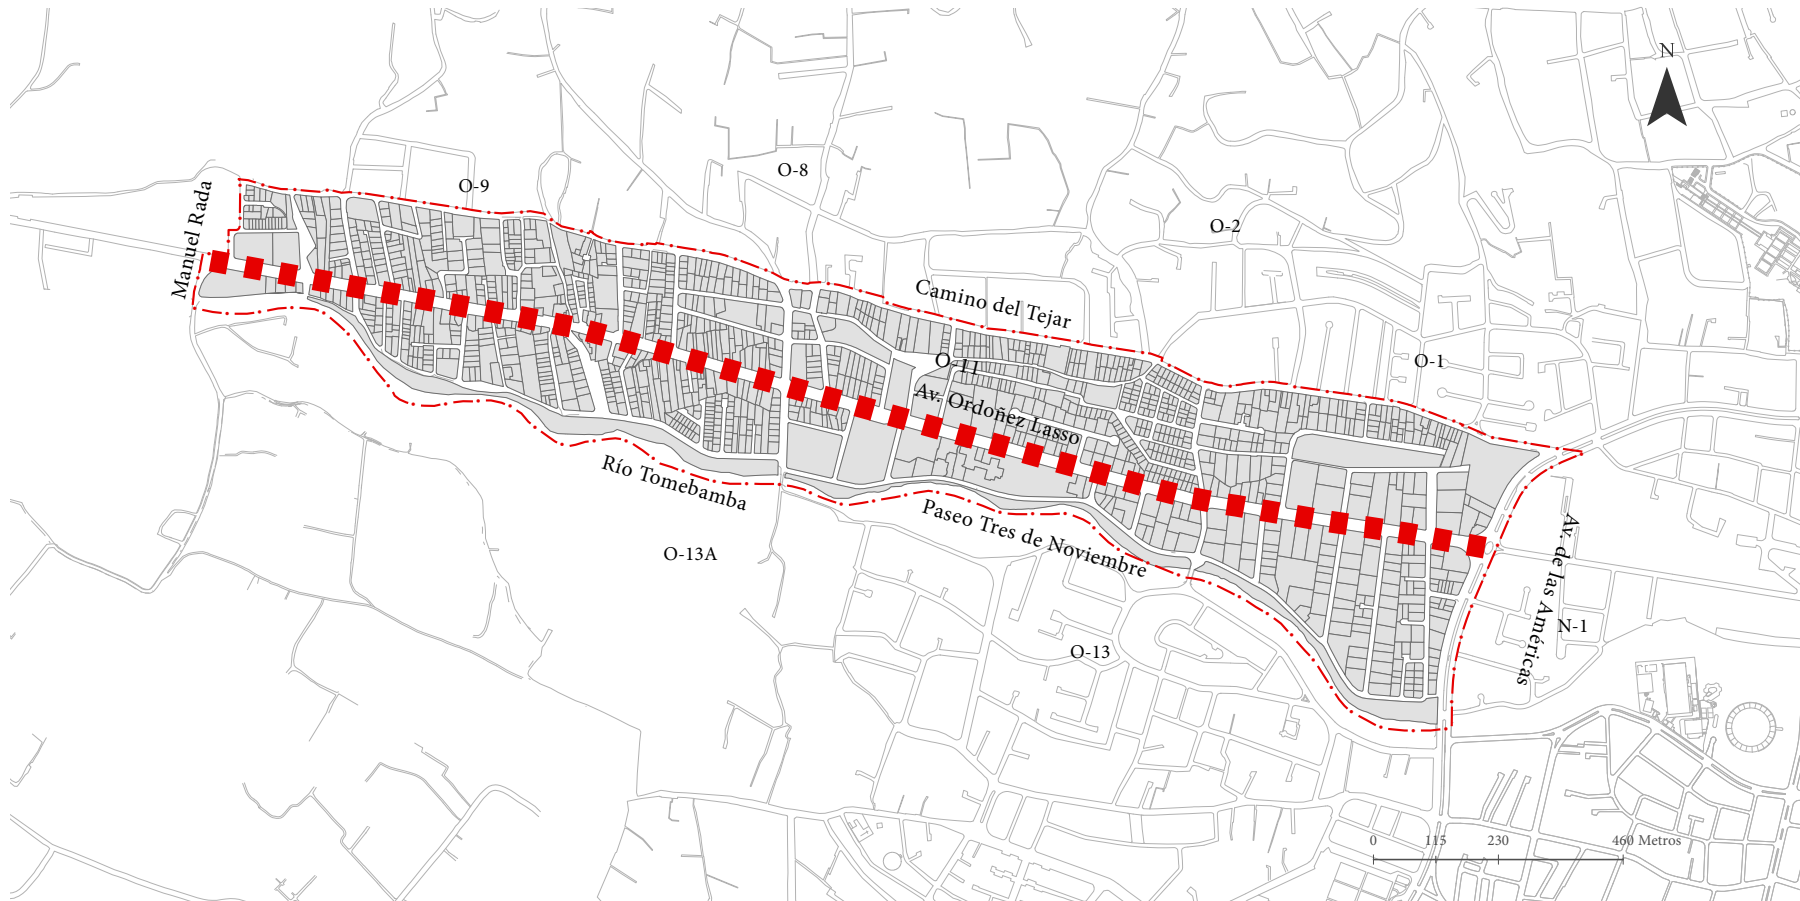 N
O-8
O-9
Manuel Rada
O-2
Camino del Tejar
O-11
O-1
Av. Ordoñez Lasso
Río Tomebamba
Paseo Tres de Noviembre
O-13A
Av. de las Américas
N-1
O-13
0 115 230 460 Metros